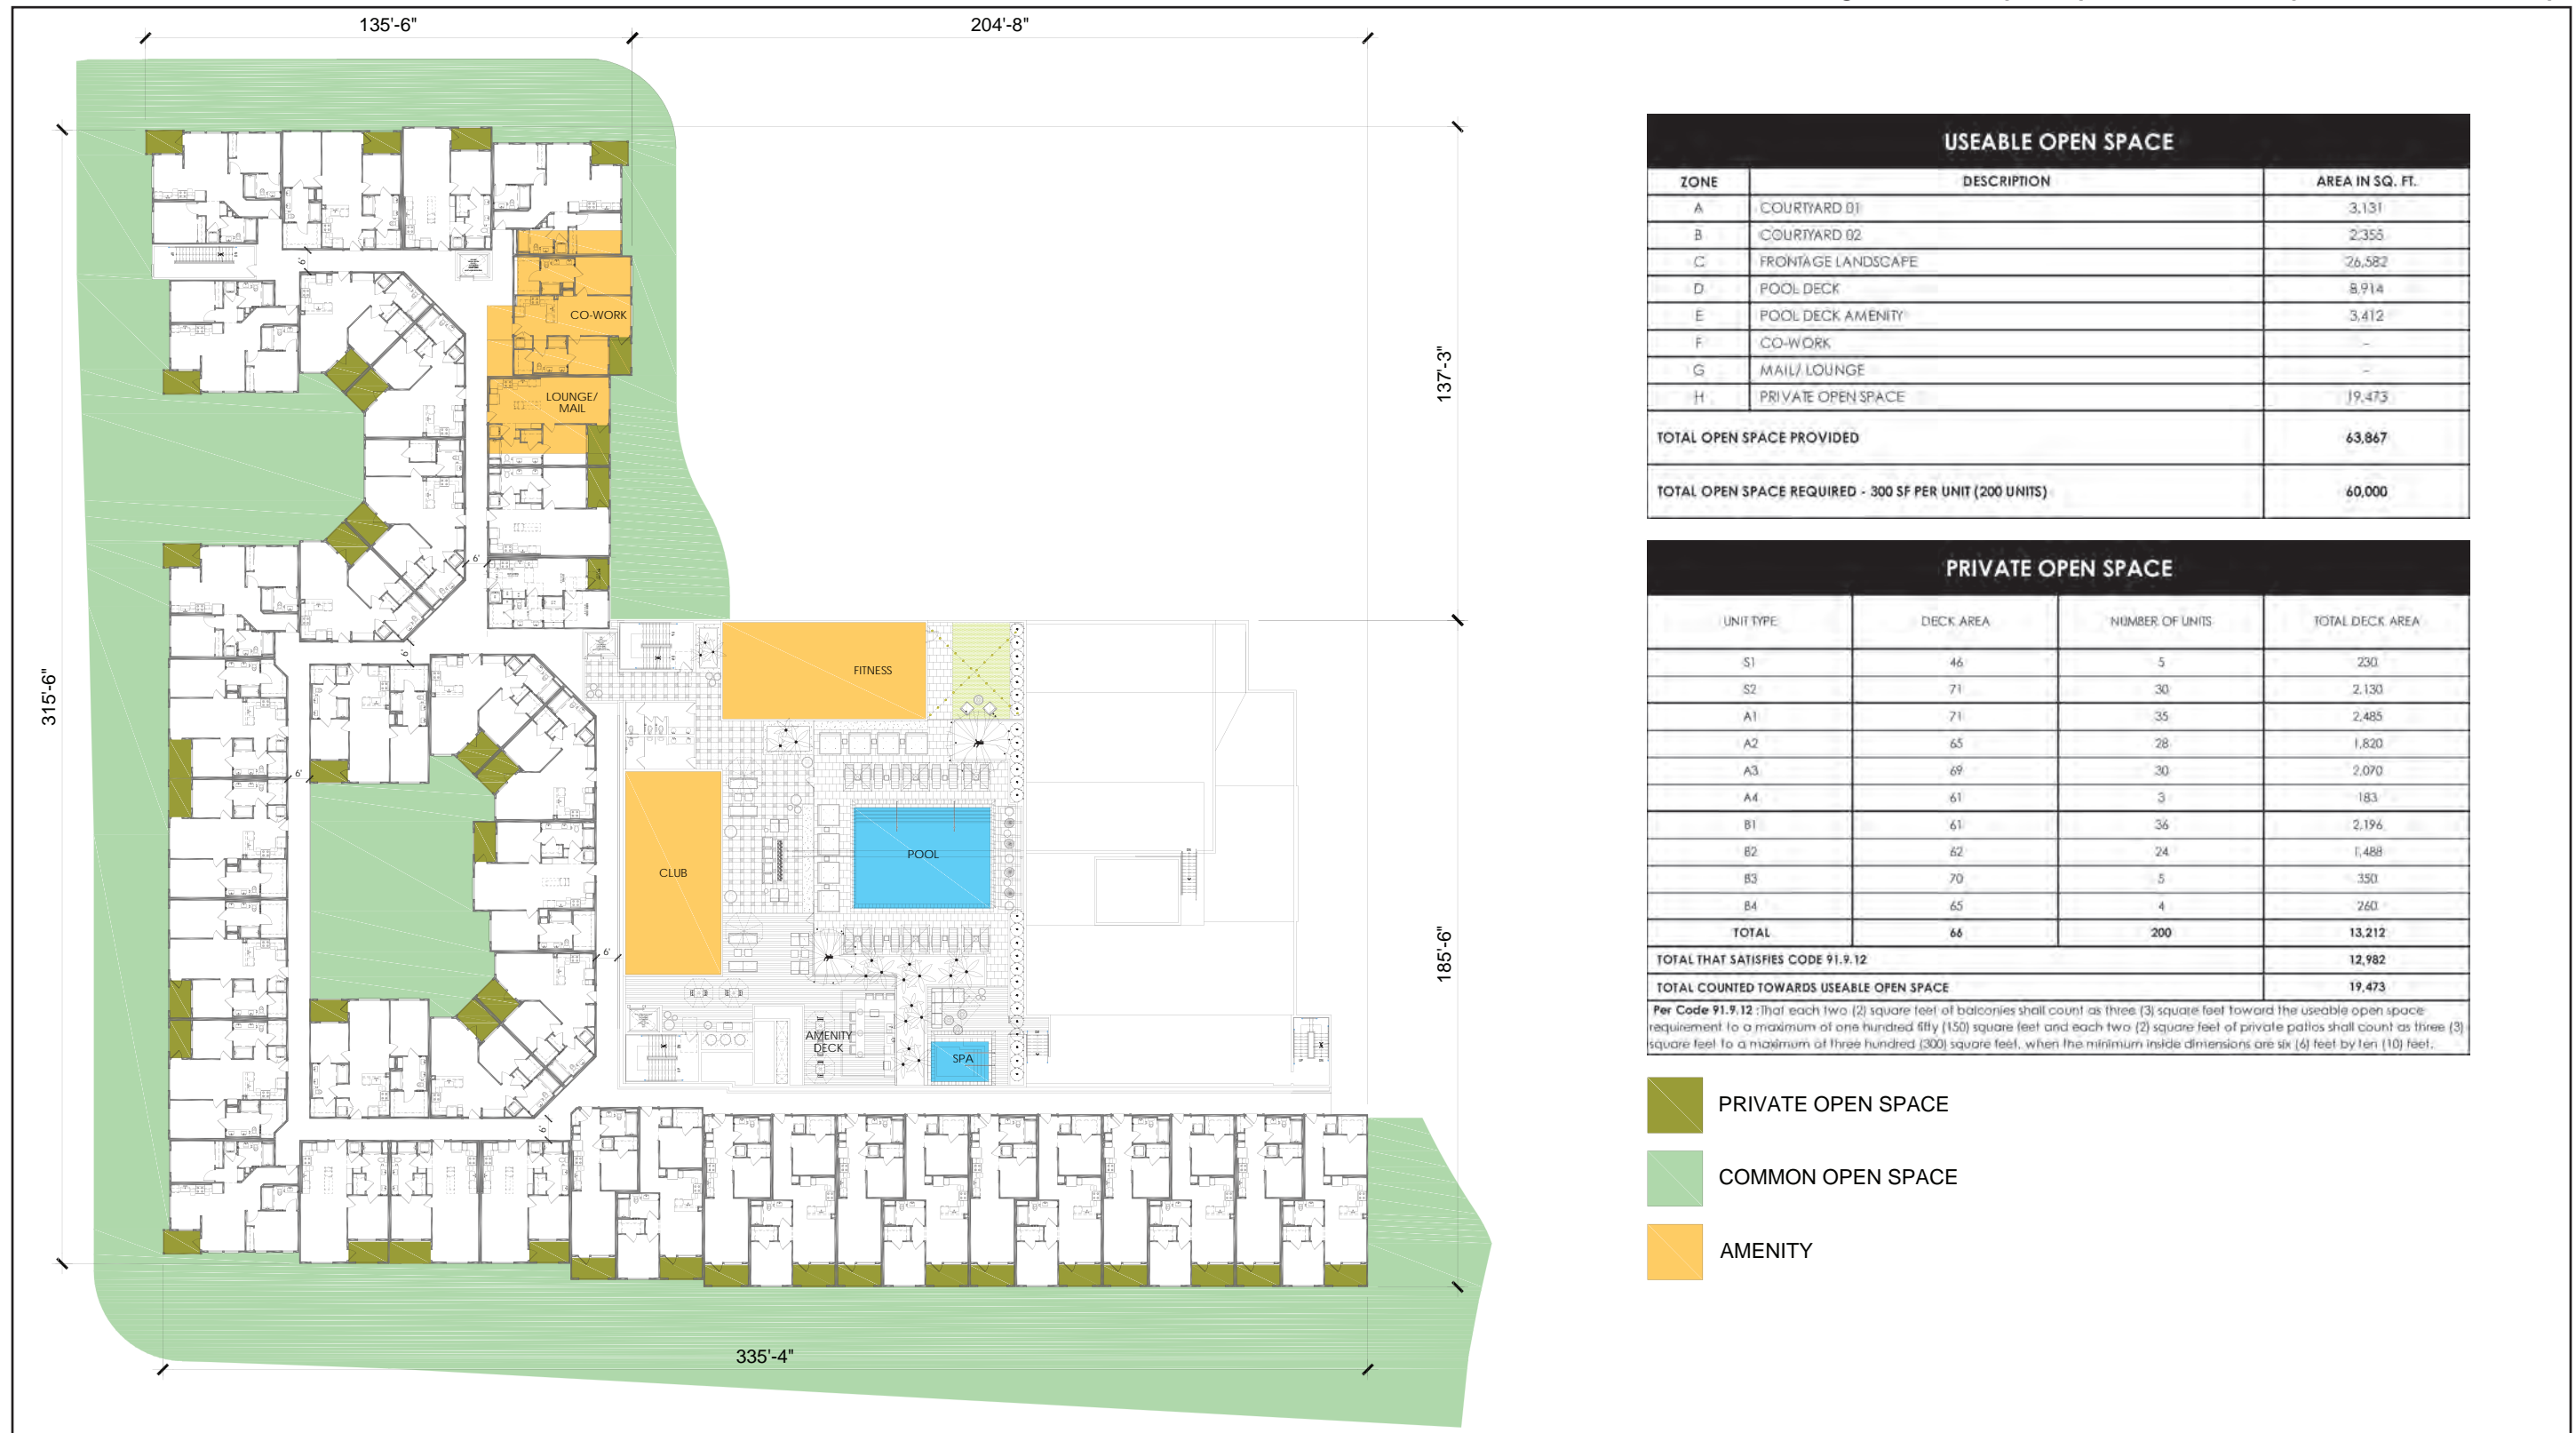 135'-6"
204'-8"
315'-6"
137'-3"
185'-6"
335'-4"
6'
6'
6'
6'
6'
6'
CO-WORK
LOUNGE/
MAIL
FITNESS
CLUB
POOL
AMENITY
DECK
SPA
USEABLE OPEN SPACE
ZONE DESCRIPTION AREA IN SQ. FT.
A COURTYARD 01 3,131
B COURTYARD 02 2,355
C FRONTAGE LANDSCAPE 26,582
D POOL DECK 8,914
E POOL DECK AMENITY 3,412
F CO-WORK -
G MAIL/ LOUNGE -
H PRIVATE OPEN SPACE 19,473
TOTAL OPEN SPACE PROVIDED 63,867
TOTAL OPEN SPACE REQUIRED - 300 SF PER UNIT (200 UNITS) 60,000
PRIVATE OPEN SPACE
UNIT TYPE DECK AREA NUMBER OF UNITS TOTAL DECK AREA
S1 46 5 230
S2 71 30 2,130
A1 71 35 2,485
A2 65 28 1,820
A3 69 30 2,070
A4 61 3 183
B1 61 36 2,196
B2 62 24 1,488
B3 70 5 350
B4 65 4 260
TOTAL 66 200 13,212
TOTAL THAT SATISFIES CODE 91.9.12 12,982
TOTAL COUNTED TOWARDS USEABLE OPEN SPACE 19,473
Per Code 91.9.12 :That each two (2) square feet of balconies shall count as three (3) square foot toward the useable open space
requirement to a maximum of one hundred fifty (150) square feet and each two (2) square feet of private patios shall count as three (3)
square feet to a maximum of three hundred (300) square feet, when the minimum inside dimensions are six (6) feet by ten (10) feet.
PRIVATE OPEN SPACE
COMMON OPEN SPACE
AMENITY